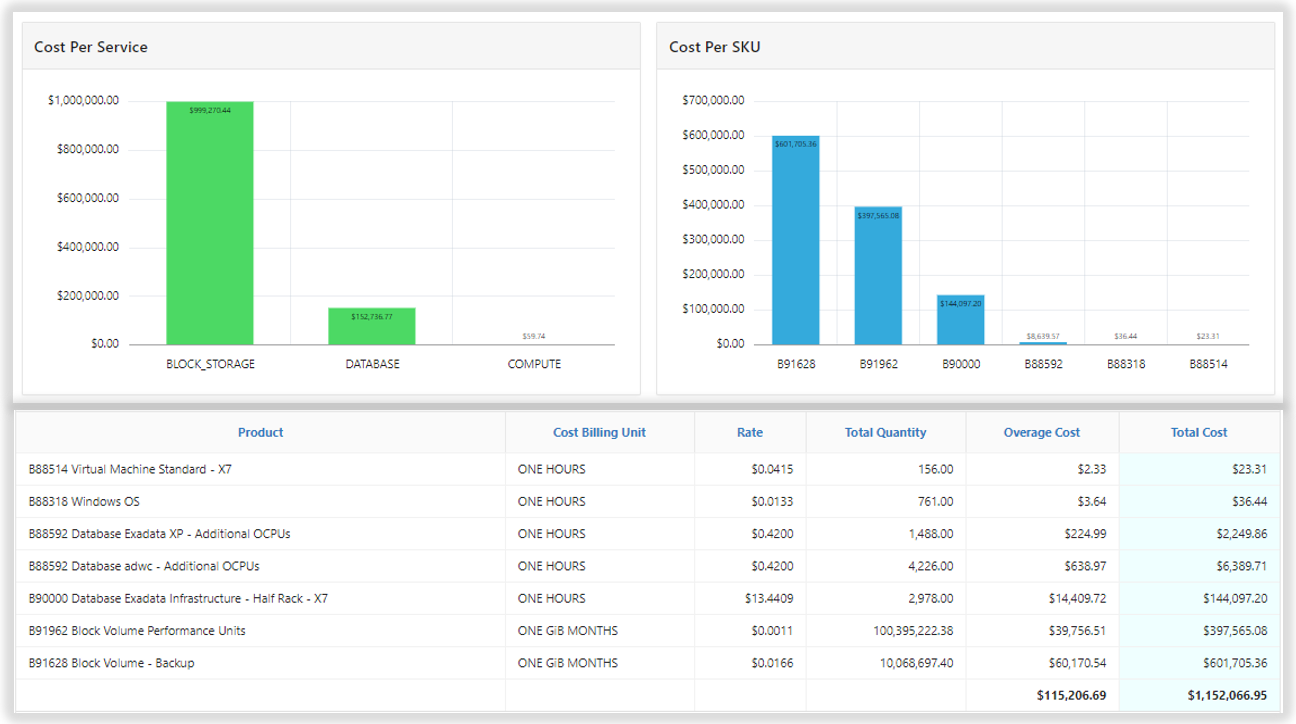 Cost Per Service
$1,000,000.00
$800,000.00
$600,000.00
$400,000.00
$200,000.00
$0.00
$999,270.44
$152,736.77
$59.74
BLOCK_STORAGE DATABASE COMPUTE
Cost Per SKU
$700,000.00
$600,000.00
$500,000.00
$400,000.00
$300,000.00
$200,000.00
$100,000.00
$0.00
$601,705.36
$397,565.08
$144,097.20
$8,639.57
$36.44
$23.31
B91628 B91962 B90000 B88592 B88318 B88514
Product Cost Billing Unit Rate Total Quantity Overage Cost Total Cost
B88514 Virtual Machine Standard - X7 ONE HOURS $0.0415 156.00 $2.33 $23.31
B88318 Windows OS ONE HOURS $0.0133 761.00 $3.64 $36.44
B88592 Database Exadata XP - Additional OCPUs ONE HOURS $0.4200 1,488.00 $224.99 $2,249.86
B88592 Database adwc - Additional OCPUs ONE HOURS $0.4200 4,226.00 $638.97 $6,389.71
B90000 Database Exadata Infrastructure - Half Rack - X7 ONE HOURS $13.4409 2,978.00 $14,409.72 $144,097.20
B91962 Block Volume Performance Units ONE GiB MONTHS $0.0011 100,395,222.38 $39,756.51 $397,565.08
B91628 Block Volume - Backup ONE GiB MONTHS $0.0166 10,068,697.40 $60,170.54 $601,705.36
$115,206.69 $1,152,066.95